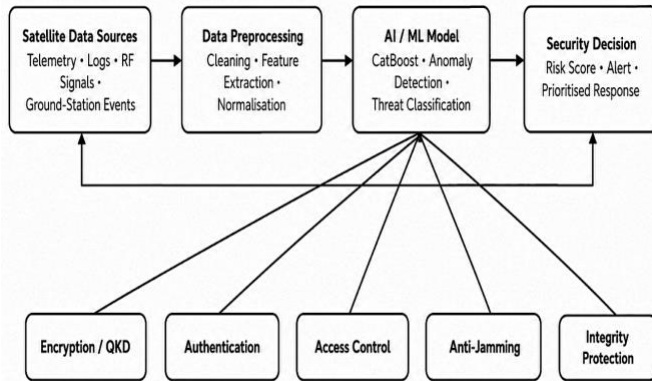 Satellite Data Sources
Telemetry • Logs • RF
Signals •
Ground-Station Events
Data Preprocessing
Cleaning • Feature
Extraction •
Normalisation
AI / ML Model
CatBoost • Anomaly
Detection •
Threat Classification
Security Decision
Risk Score • Alert •
Prioritised Response
Encryption / QKD
Authentication
Access Control
Anti-Jamming
Integrity
Protection